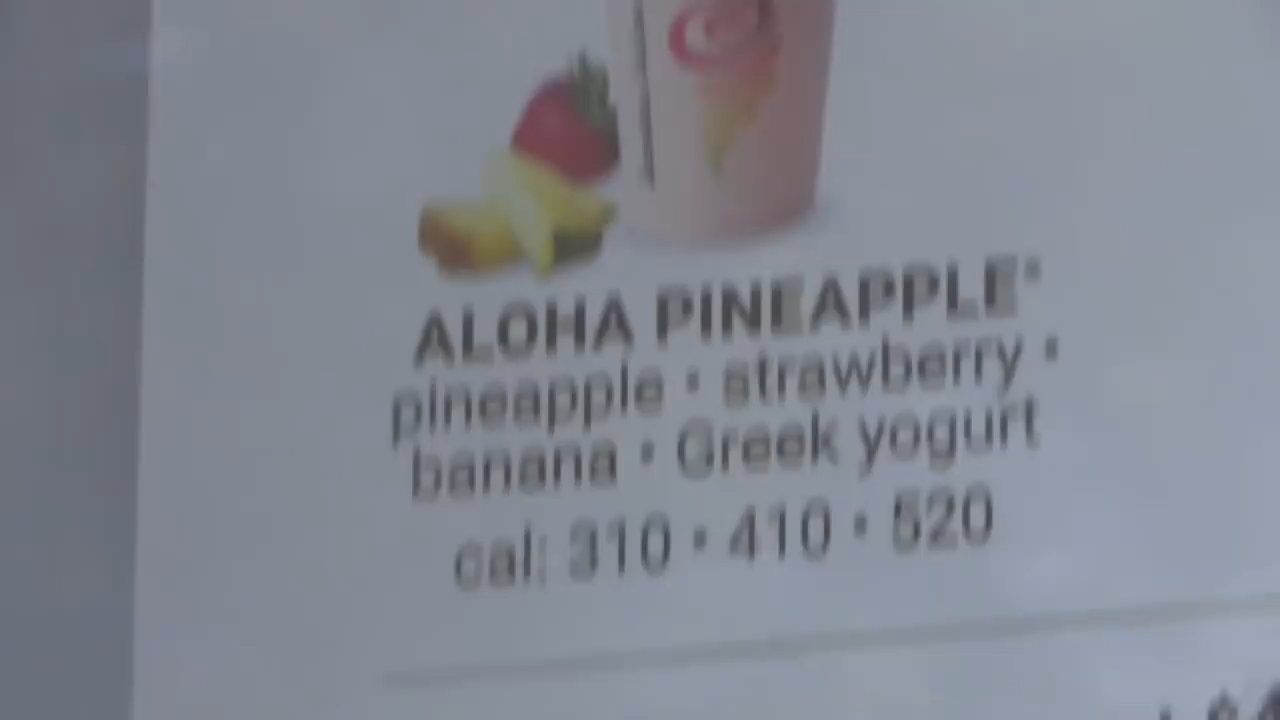 ALOHA PINEAPPLE*
pineapple • strawberry •
banana • Greek yogurt
cal: 310 • 410 • 520